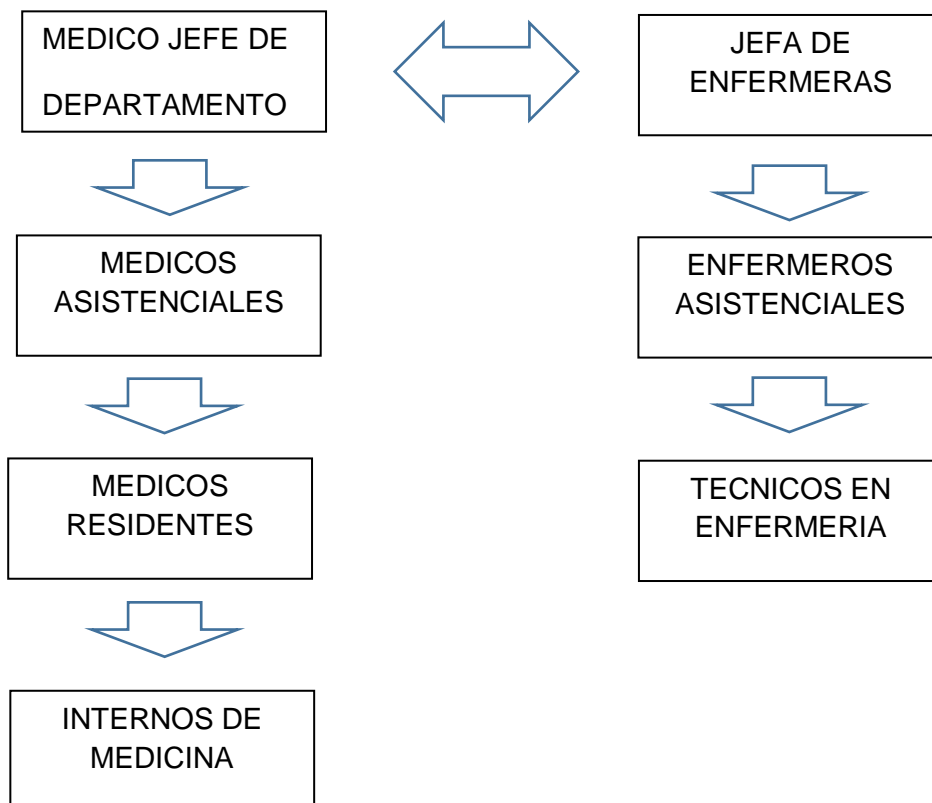 MEDICO JEFE DE
DEPARTAMENTO
JEFA DE
ENFERMERAS
MEDICOS
ASISTENCIALES
ENFERMEROS
ASISTENCIALES
MEDICOS
RESIDENTES
TECNICOS EN
ENFERMERIA
INTERNOS DE
MEDICINA